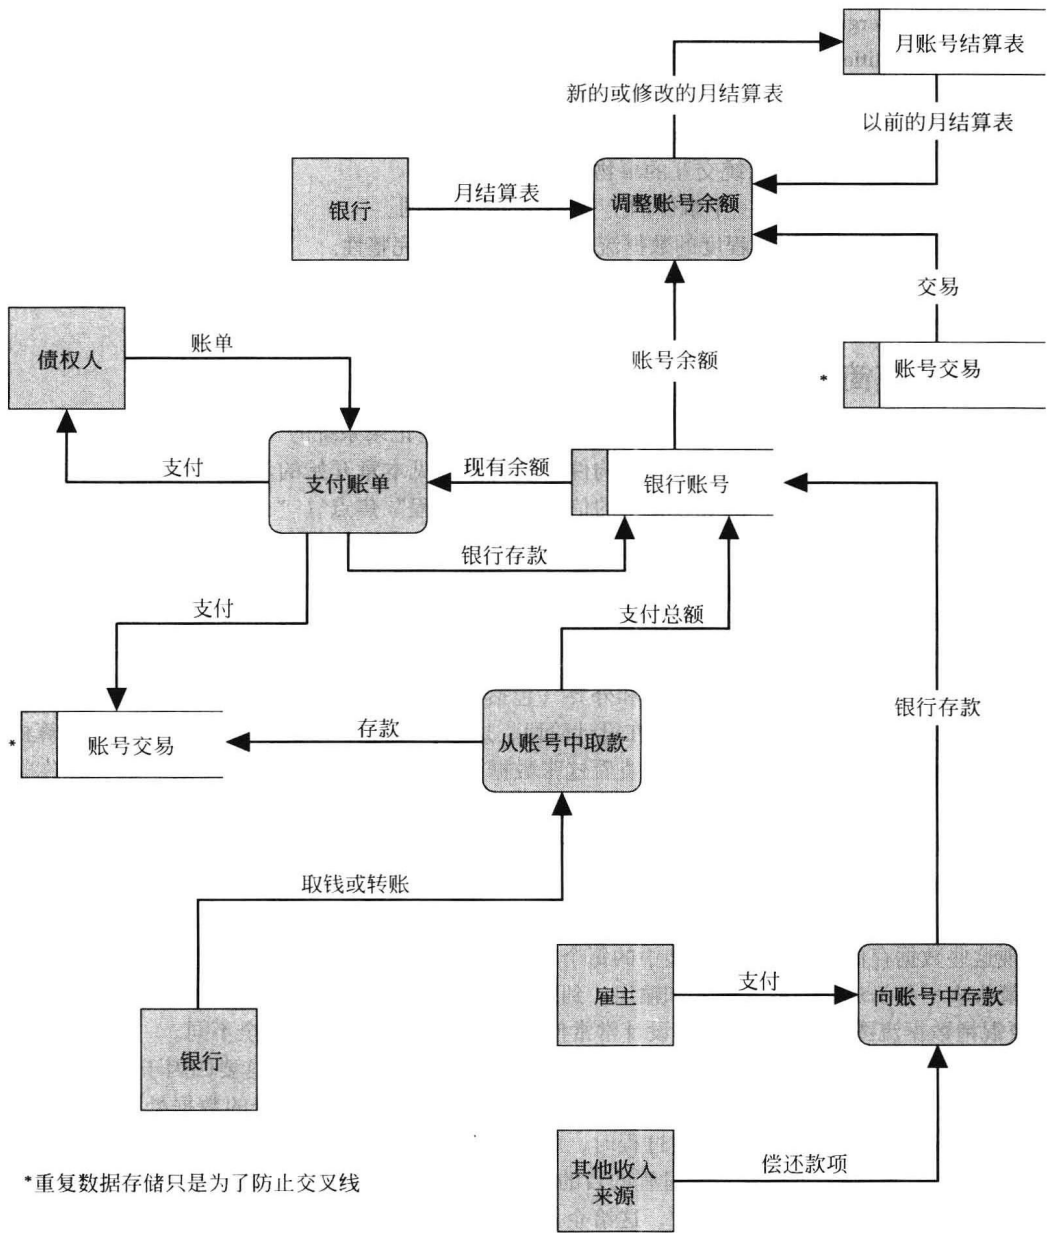 月账号结算表
新的或修改的月结算表
以前的月结算表
银行
月结算表
调整账号余额
交易
债权人
账单
账号余额
*
账号交易
支付
支付账单
现有余额
银行账号
银行存款
支付
支付总额
银行存款
*
账号交易
存款
从账号中取款
取钱或转账
雇主
支付
向账号中存款
银行
其他收入
来源
偿还款项
*重复数据存储只是为了防止交叉线